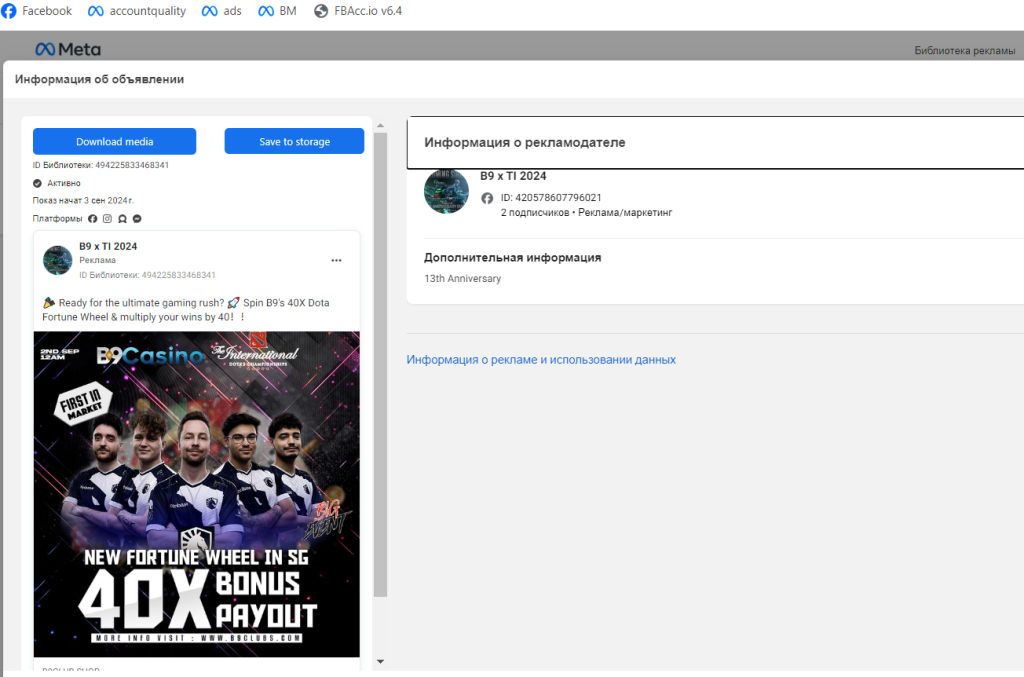 Facebook accountquality ads BM FBAcc.io v6.4
Meta
Библиотека рекламы
Информация об объявлении
Download media
Save to storage
ID Библиотеки: 494225833468341
Активно
Показ начат 3 сен 2024 г.
Платформы
B9 x TI 2024
Реклама
ID Библиотеки: 494225833468341
Ready for the ultimate gaming rush? Spin B9's 40X Dota
Fortune Wheel & multiply your wins by 40! !
2ND SEP
12AM
B9Casino
The International
DOTA2 CHAMPIONSHIPS
FIRST IN
MARKET
BIG
EVENT
NEW FORTUNE WHEEL IN SG
40X BONUS
PAYOUT
MORE INFO VISIT : WWW.B9CLUBS.COM
Информация о рекламодателе
B9 x TI 2024
ID: 420578607796021
2 подписчиков • Реклама/маркетинг
Дополнительная информация
13th Anniversary
Информация о рекламе и использовании данных